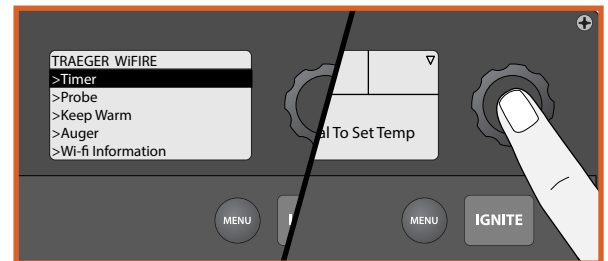 TRAEGER WiFIRE
>Timer
>Probe
>Keep Warm
>Auger
>Wi-fi Information
al To Set Temp
MENU
I
MENU
IGNITE